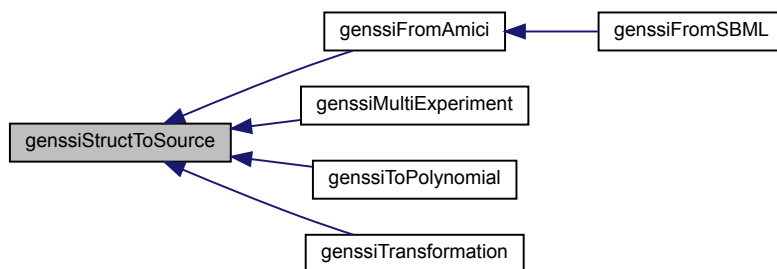 genssiFromAmici
genssiFromSBML
genssiMultiExperiment
genssiStructToSource
genssiToPolynomial
genssiTransformation